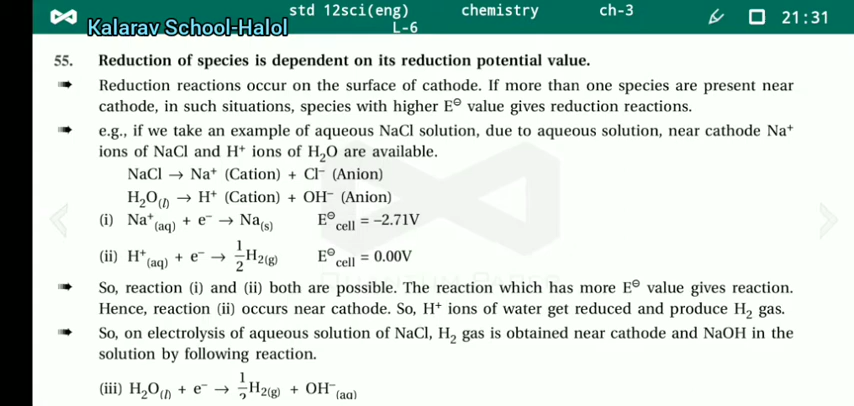 std 12sci(eng) chemistry ch-3 21:31
Kalarav School-Halol L-6
55. Reduction of species is dependent on its reduction potential value.
➠ Reduction reactions occur on the surface of cathode. If more than one species are present near
cathode, in such situations, species with higher E⊖ value gives reduction reactions.
➠ e.g., if we take an example of aqueous NaCl solution, due to aqueous solution, near cathode Na⁺
ions of NaCl and H⁺ ions of H₂O are available.
NaCl → Na⁺ (Cation) + Cl⁻ (Anion)
H₂O₍l₎ → H⁺ (Cation) + OH⁻ (Anion)
(i) Na⁺(aq) + e⁻ → Na(s) E⊖cell = –2.71V
(ii) H⁺(aq) + e⁻ → 1/2 H₂(g) E⊖cell = 0.00V
➠ So, reaction (i) and (ii) both are possible. The reaction which has more E⊖ value gives reaction.
Hence, reaction (ii) occurs near cathode. So, H⁺ ions of water get reduced and produce H₂ gas.
➠ So, on electrolysis of aqueous solution of NaCl, H₂ gas is obtained near cathode and NaOH in the
solution by following reaction.
(iii) H₂O(l) + e⁻ → 1/2 H₂(g) + OH⁻(aq)